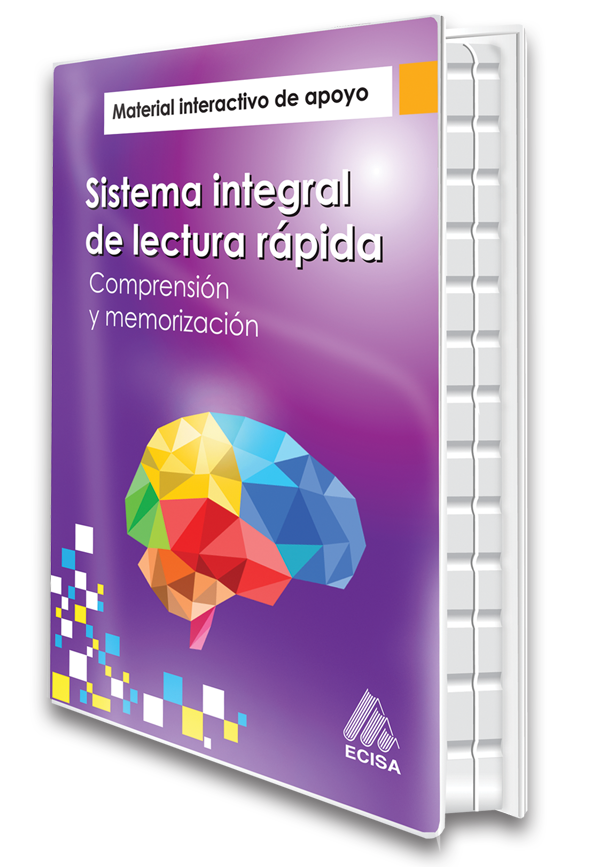 Material interactivo de apoyo
Sistema integral
de lectura rápida
Comprensión
y memorización
ECISA